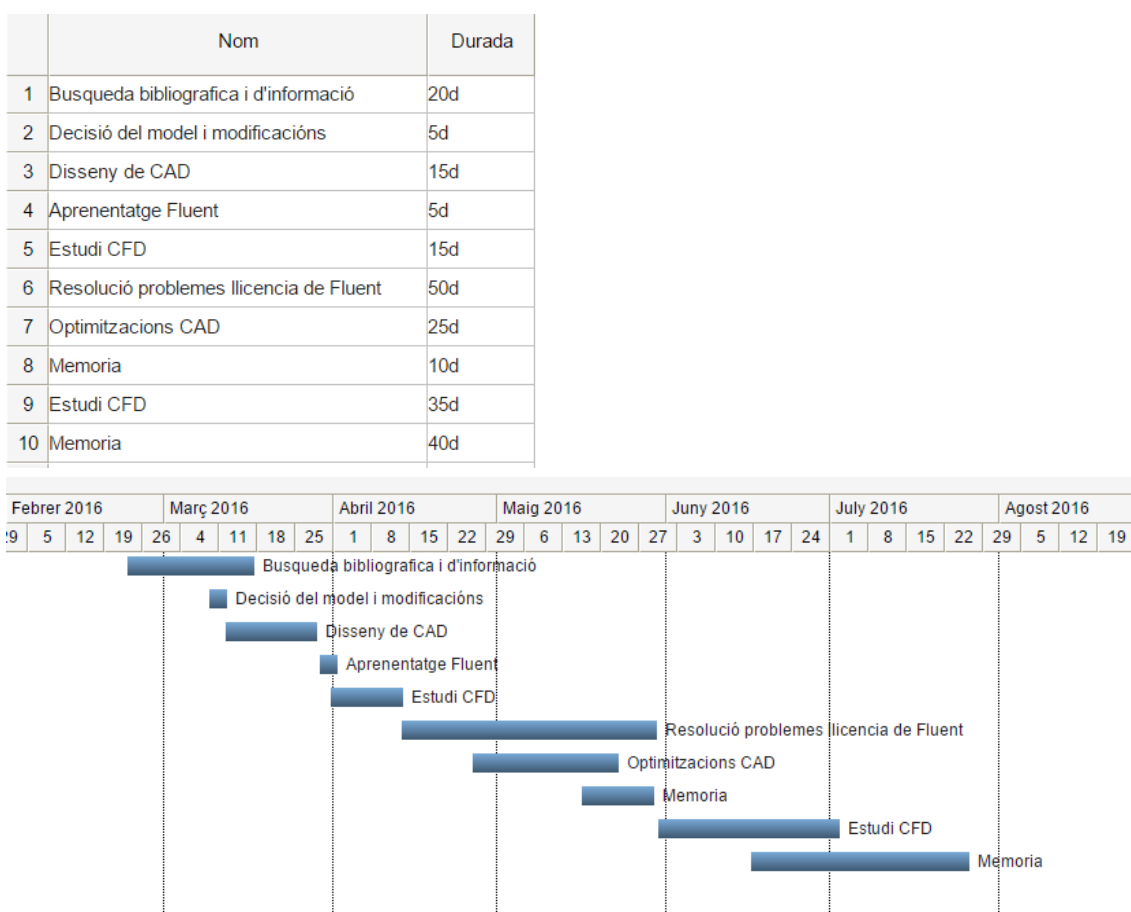 Nom Durada
1 Busqueda bibliografica i d'informació 20d
2 Decisió del model i modificacións 5d
3 Disseny de CAD 15d
4 Aprenentatge Fluent 5d
5 Estudi CFD 15d
6 Resolució problemes llicencia de Fluent 50d
7 Optimitzacions CAD 25d
8 Memoria 10d
9 Estudi CFD 35d
10 Memoria 40d
Febrer 2016 Març 2016 Abril 2016 Maig 2016 Juny 2016 July 2016 Agost 2016
29 5 12 19 26 4 11 18 25 1 8 15 22 29 6 13 20 27 3 10 17 24 1 8 15 22 29 5 12 19
Busqueda bibliografica i d'informació
Decisió del model i modificacións
Disseny de CAD
Aprenentatge Fluent
Estudi CFD
Resolució problemes llicencia de Fluent
Optimitzacions CAD
Memoria
Estudi CFD
Memoria